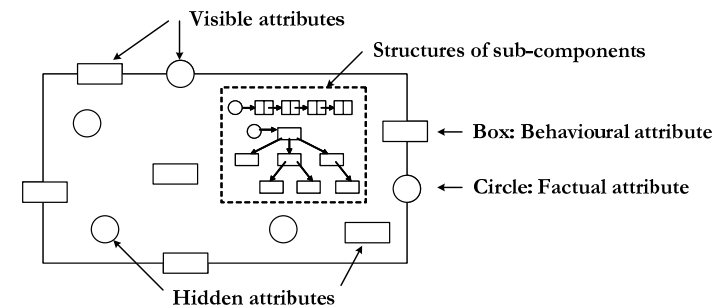 Visible attributes
Structures of sub-components
Box: Behavioural attribute
Circle: Factual attribute
Hidden attributes